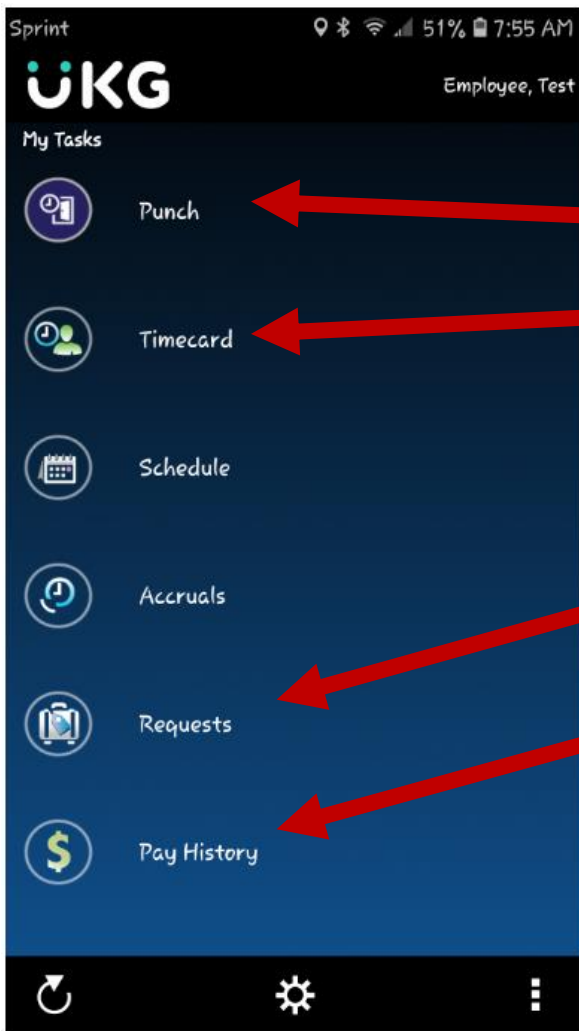 Sprint 51% 7:55 AM
UKG Employee, Test
My Tasks
Punch
Timecard
Schedule
Accruals
Requests
$ Pay History